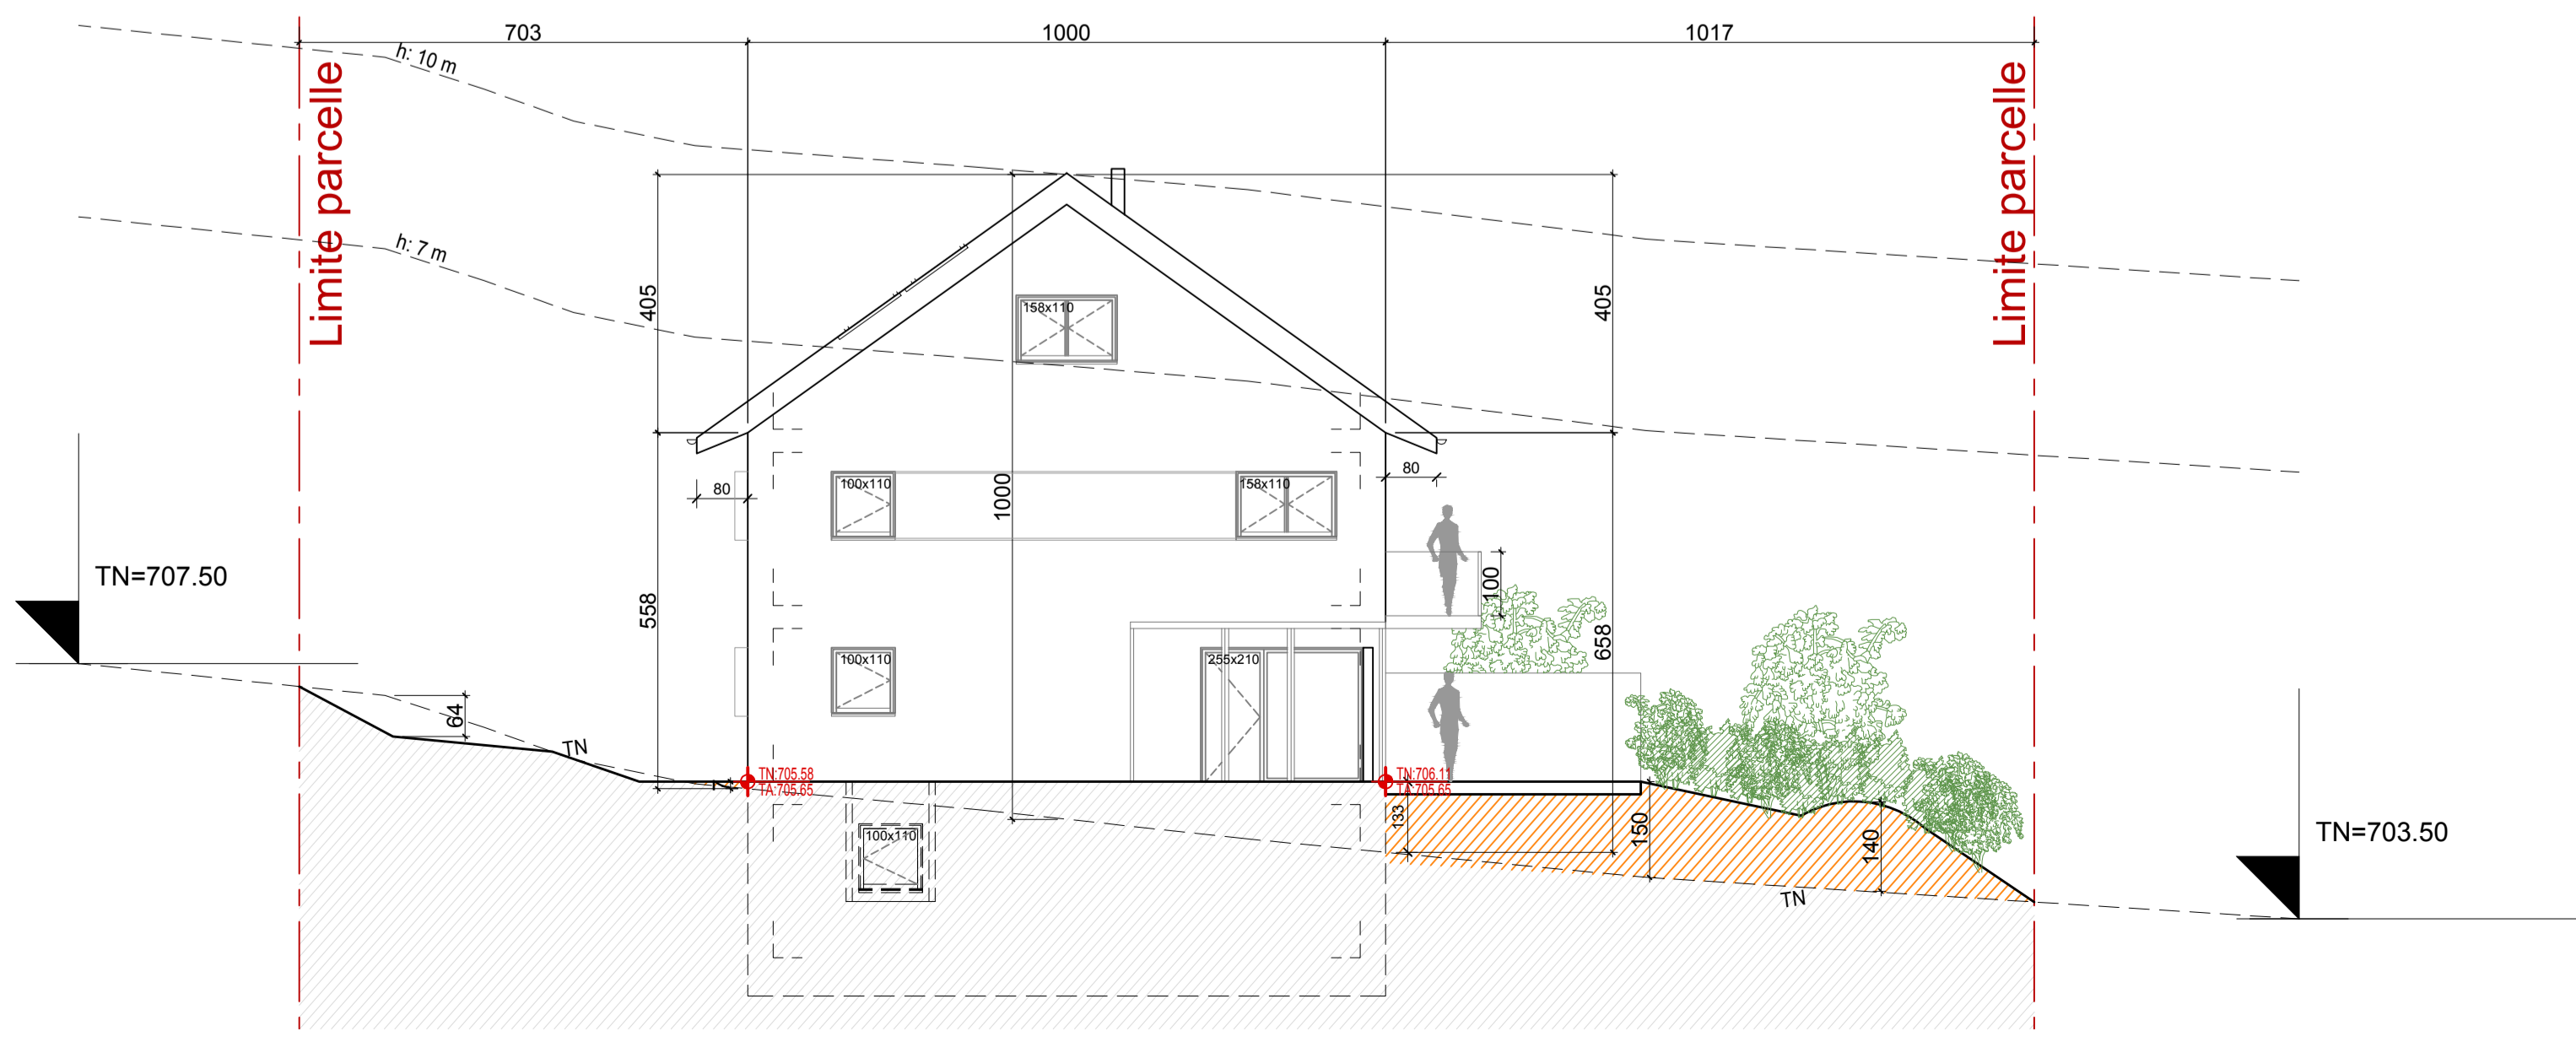 703
1000
1017
h: 10 m
Limite parcelle
Limite parcelle
h: 7 m
405
405
158x110
80
100x110
1000
158x110
80
TN=707.50
558
100
658
100x110
255x210
64
TN
TN:705.58
TA:705.65
TN:706.11
TA:705.65
133
150
140
100x110
TN=703.50
TN